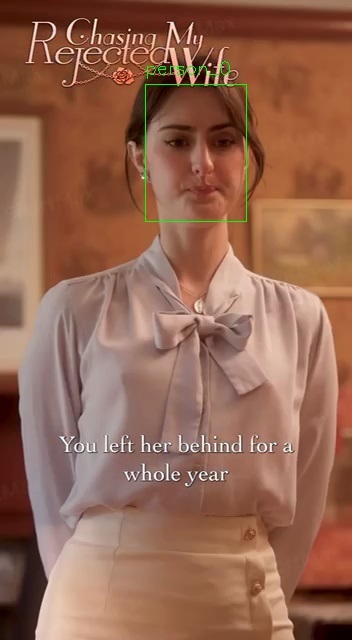 Chasing My
Rejected Wife
person_0
You left her behind for a
whole year